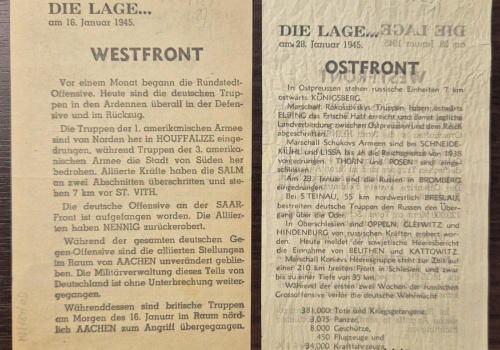 DIE LAGE...
am 16. Januar 1945.
WESTFRONT
Vor einem Monat begann die Rundstedt-
Offensive. Heute sind die deutschen Trup-
pen in den Ardennen überall in der Defen-
sive und im Rückzug.
Die Truppen der 1. amerikanischen Armee
sind von Norden her in HOUFFALIZE einge-
drungen, während Truppen der 3. amerika-
nischen Armee die Stadt von Süden her
bedrohen. Alliierte Kräfte haben die SALM
an zwei Abschnitten überschritten und ste-
hen 7 km vor ST. VITH.
Die deutsche Offensive an der SAAR-
Front ist aufgefangen worden. Die Alliier-
ten haben NENNIG zurückerobert.
Während der gesamten deutschen Ge-
gen-Offensive sind die alliierten Stellungen
im Raum von AACHEN unverändert geblie-
ben. Die Militärverwaltung dieses Teils von
Deutschland ist ohne Unterbrechung weiter-
gegangen.
Währenddessen sind britische Truppen
am Morgen des 16. Januar im Raum nörd-
lich AACHEN zum Angriff übergegangen.
DIE LAGE...
am 28. Januar 1945.
OSTFRONT
In Ostpreussen stehen russische Einheiten 7 km
ostwärts KÖNIGSBERG.
Marschall Rokossovskys Truppen haben ostwärts
ELBING das Frische Haff erreicht und damit jegliche
Landverbindung zwischen Ostpreussen und dem Reich
abgeschnitten.
Marschall Schukovs Armeen sind bis SCHNEIDE-
MÜHL und LISSA bis an die Reichsgrenze von 1938
vorgedrungen. THORN und POSEN sind einge-
schlossen.
Am 23. Januar sind die Russen in BROMBERG
eingedrungen.
Bei STEINAU, 55 km nordwestlich BRESLAU,
bestreiten deutsche Truppen den Russen den Über-
gang über die Oder.
In Oberschlesien sind OPPELN, GLEIWITZ und
HINDENBURG von russischen Kräften erobert wor-
den. Heute meldet der sowjetische Heeresbericht
die Einnahme von BEUTHEN und KATTOWITZ.
Marschall Konievs Heeresgruppe steht zur Zeit auf
einer 210 km breiten Front in Schlesien und zwar
bis zu einer Tiefe von 95 km.
Während der ersten zwei Wochen der russischen
Grossoffensive verlor die deutsche Wehrmacht
381,000 Tote und Kriegsgefangene,
3,075 Panzer,
8,000 Geschütze,
450 Flugzeuge und
34,000 Kraftfahrzeuge.